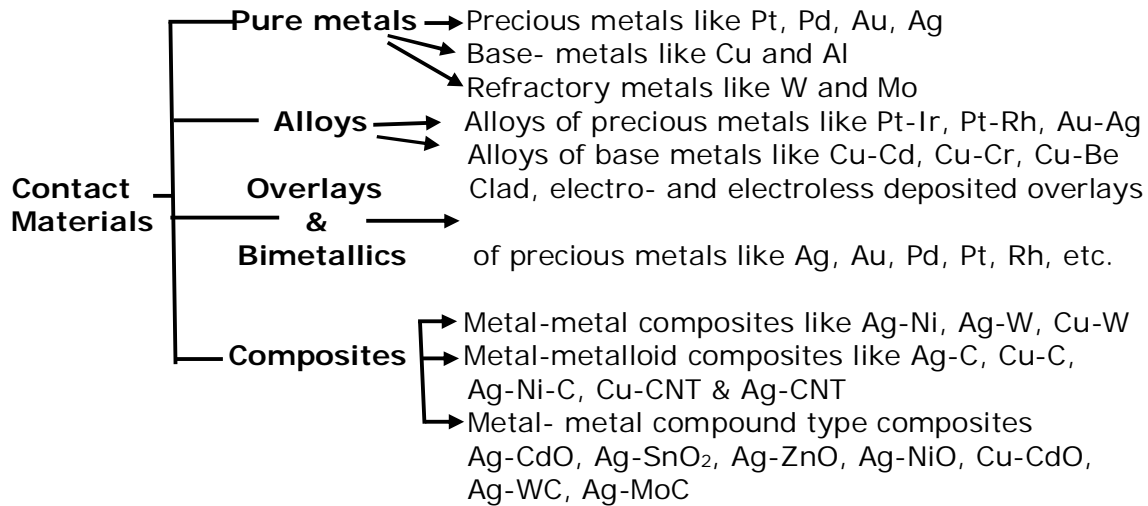 Pure metals Precious metals like Pt, Pd, Au, Ag
Base- metals like Cu and Al
Refractory metals like W and Mo
Alloys Alloys of precious metals like Pt-Ir, Pt-Rh, Au-Ag
Alloys of base metals like Cu-Cd, Cu-Cr, Cu-Be
Contact Materials
Overlays & Bimetallics
Clad, electro- and electroless deposited overlays
of precious metals like Ag, Au, Pd, Pt, Rh, etc.
Composites
Metal-metal composites like Ag-Ni, Ag-W, Cu-W
Metal-metalloid composites like Ag-C, Cu-C,
Ag-Ni-C, Cu-CNT & Ag-CNT
Metal- metal compound type composites
Ag-CdO, Ag-SnO₂, Ag-ZnO, Ag-NiO, Cu-CdO,
Ag-WC, Ag-MoC